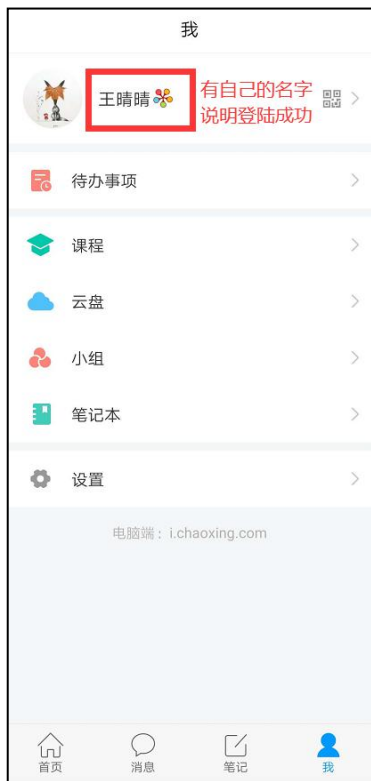 我
王晴晴
有自己的名字
说明登陆成功
待办事项
课程
云盘
小组
笔记本
设置
电脑端：i.chaoxing.com
首页
消息
笔记
我